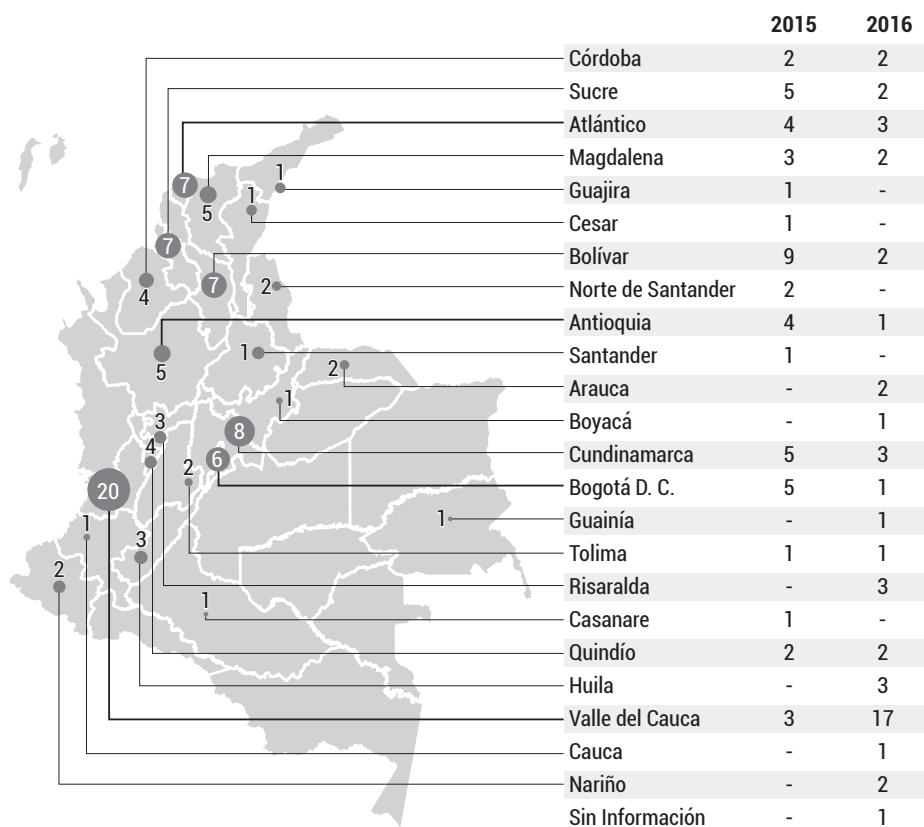 2015 2016
Córdoba 2 2
Sucre 5 2
Atlántico 4 3
Magdalena 3 2
Guajira 1 -
Cesar 1 -
Bolívar 9 2
Norte de Santander 2 -
Antioquia 4 1
Santander 1 -
Arauca - 2
Boyacá - 1
Cundinamarca 5 3
Bogotá D. C. 5 1
Guainía - 1
Tolima 1 1
Risaralda - 3
Casanare 1 -
Quindío 2 2
Huila - 3
Valle del Cauca 3 17
Cauca - 1
Nariño - 2
Sin Información - 1
1
7
1
5
7
7
2
4
1
5
2
1
3
8
4
6
2
20
1
1
3
2
1